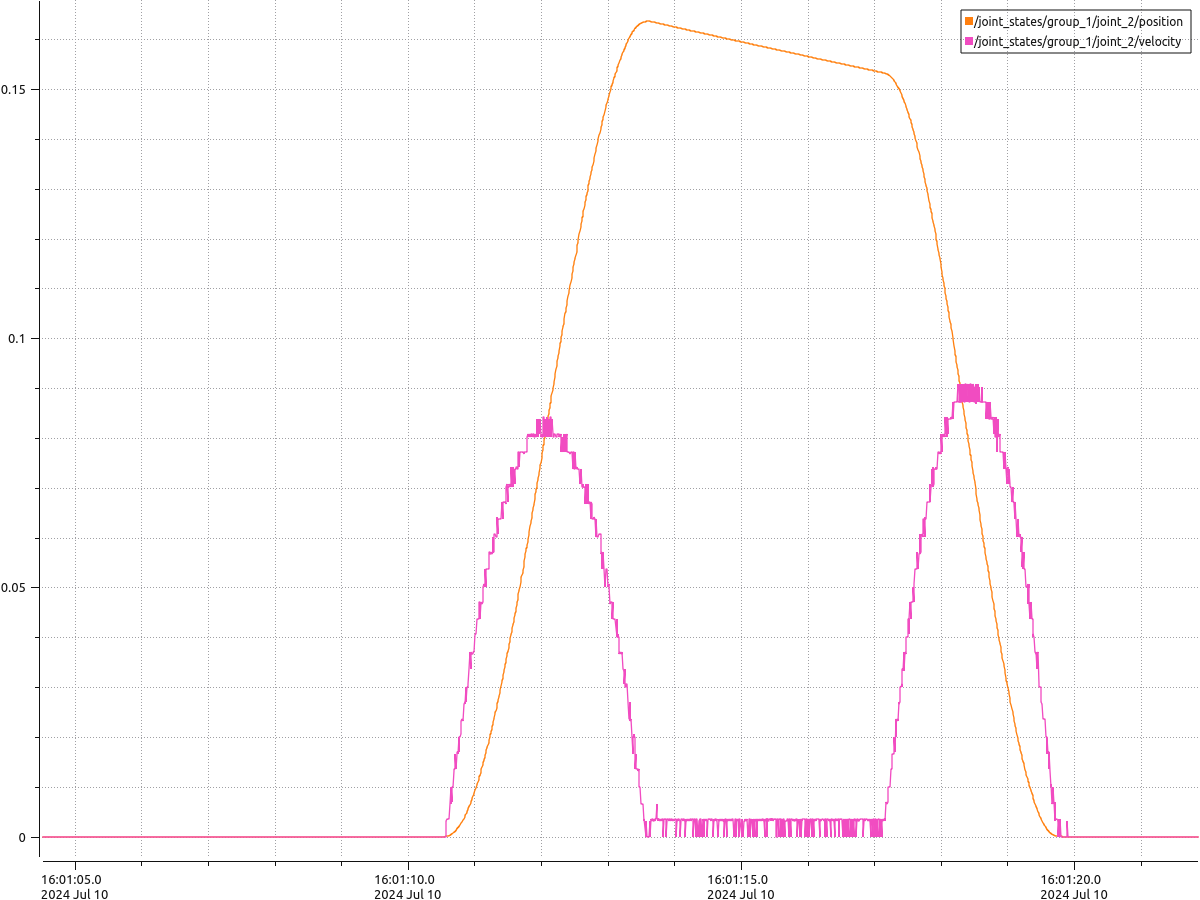 /joint_states/group_1/joint_2/position
/joint_states/group_1/joint_2/velocity
0.15
0.1
0.05
0
16:01:05.0
2024 Jul 10
16:01:10.0
2024 Jul 10
16:01:15.0
2024 Jul 10
16:01:20.0
2024 Jul 10